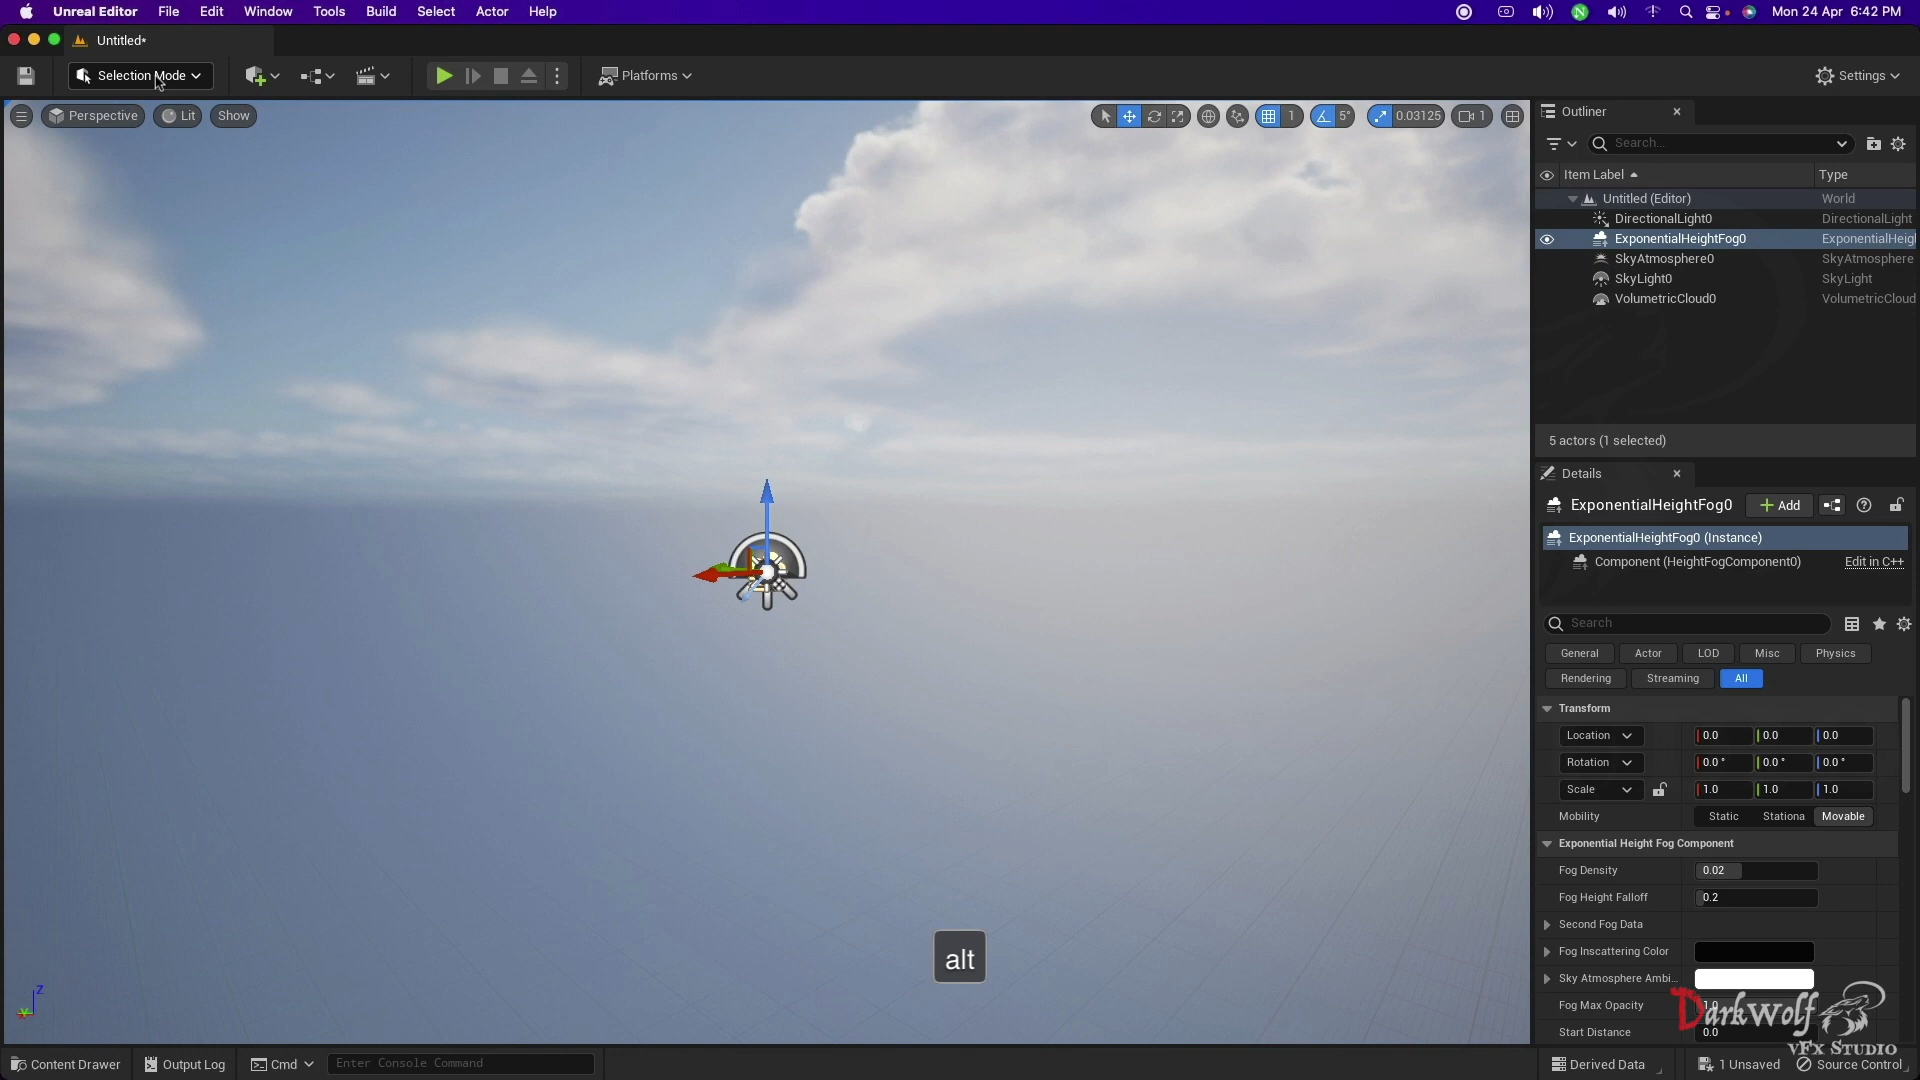 Unreal Editor File Edit Window Tools Build Select Actor Help Mon 24 Apr 6:42 PM
Untitled*
Selection Mode Platforms Settings
Perspective Lit Show 1 5° 0.03125 1
Outliner
Search...
Item Label Type
Untitled (Editor) World
DirectionalLight0 DirectionalLight
ExponentialHeightFog0 ExponentialHeig
SkyAtmosphere0 SkyAtmosphere
SkyLight0 SkyLight
VolumetricCloud0 VolumetricCloud
5 actors (1 selected)
Details
ExponentialHeightFog0 Add
ExponentialHeightFog0 (Instance)
Component (HeightFogComponent0) Edit in C++
Search
General Actor LOD Misc Physics
Rendering Streaming All
Transform
Location 0.0 0.0 0.0
Rotation 0.0 ° 0.0 ° 0.0 °
Scale 1.0 1.0 1.0
Mobility Static Stationa Movable
Exponential Height Fog Component
Fog Density 0.02
Fog Height Falloff 0.2
Second Fog Data
Fog Inscattering Color
Sky Atmosphere Ambi...
Fog Max Opacity 1.0
Start Distance 0.0
alt
Z
Y
DarkWolf
vFx Studio
Content Drawer Output Log Cmd Enter Console Command Derived Data 1 Unsaved Source Control